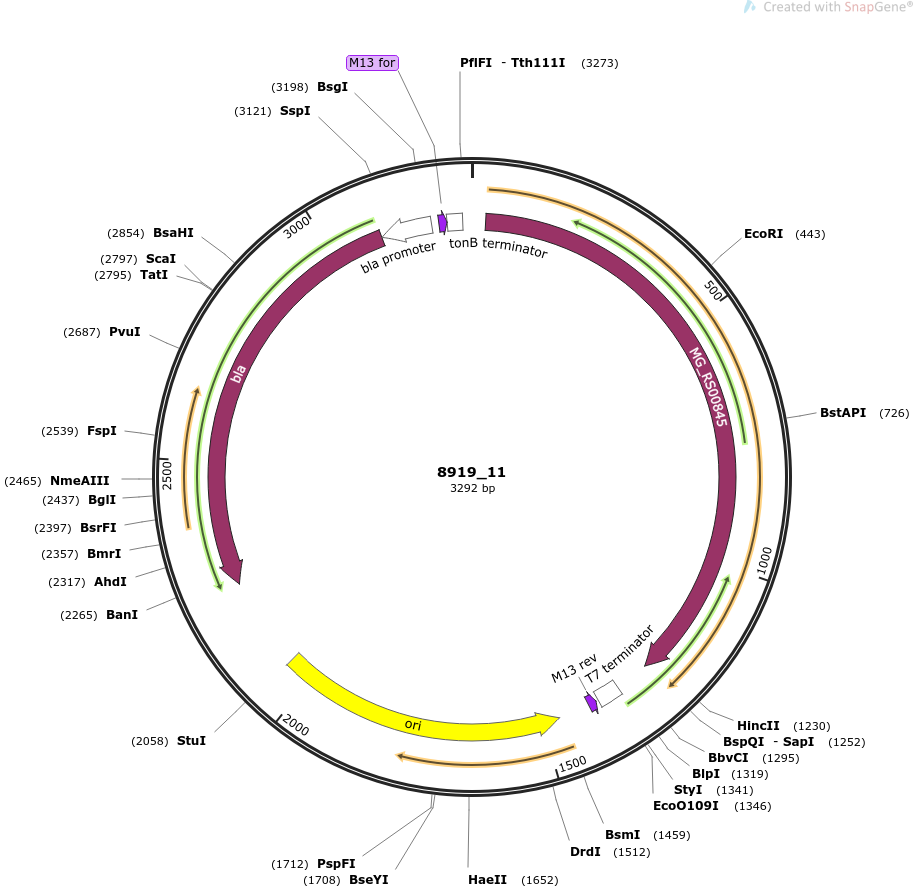 Created with SnapGene®
M13 for
PflFI - Tth111I (3273)
(3198) BsgI
(3121) SspI
(2854) BsaHI
(2797) ScaI
(2795) TatI
(2687) PvuI
(2539) FspI
(2465) NmeAIII
(2437) BglI
(2397) BsrFI
(2357) BmrI
(2317) AhdI
(2265) BanI
(2058) StuI
(1712) PspFI
(1708) BseYI
HaeII (1652)
DrdI (1512)
BsmI (1459)
EcoO109I (1346)
StyI (1341)
BlpI (1319)
BbvCI (1295)
BspQI - SapI (1252)
HincII (1230)
BstAPI (726)
EcoRI (443)
500
1000
1500
2000
2500
3000
bla promoter
tonB terminator
MG_RS00845
bla
M13 rev
T7 terminator
ori
8919_11
3292 bp